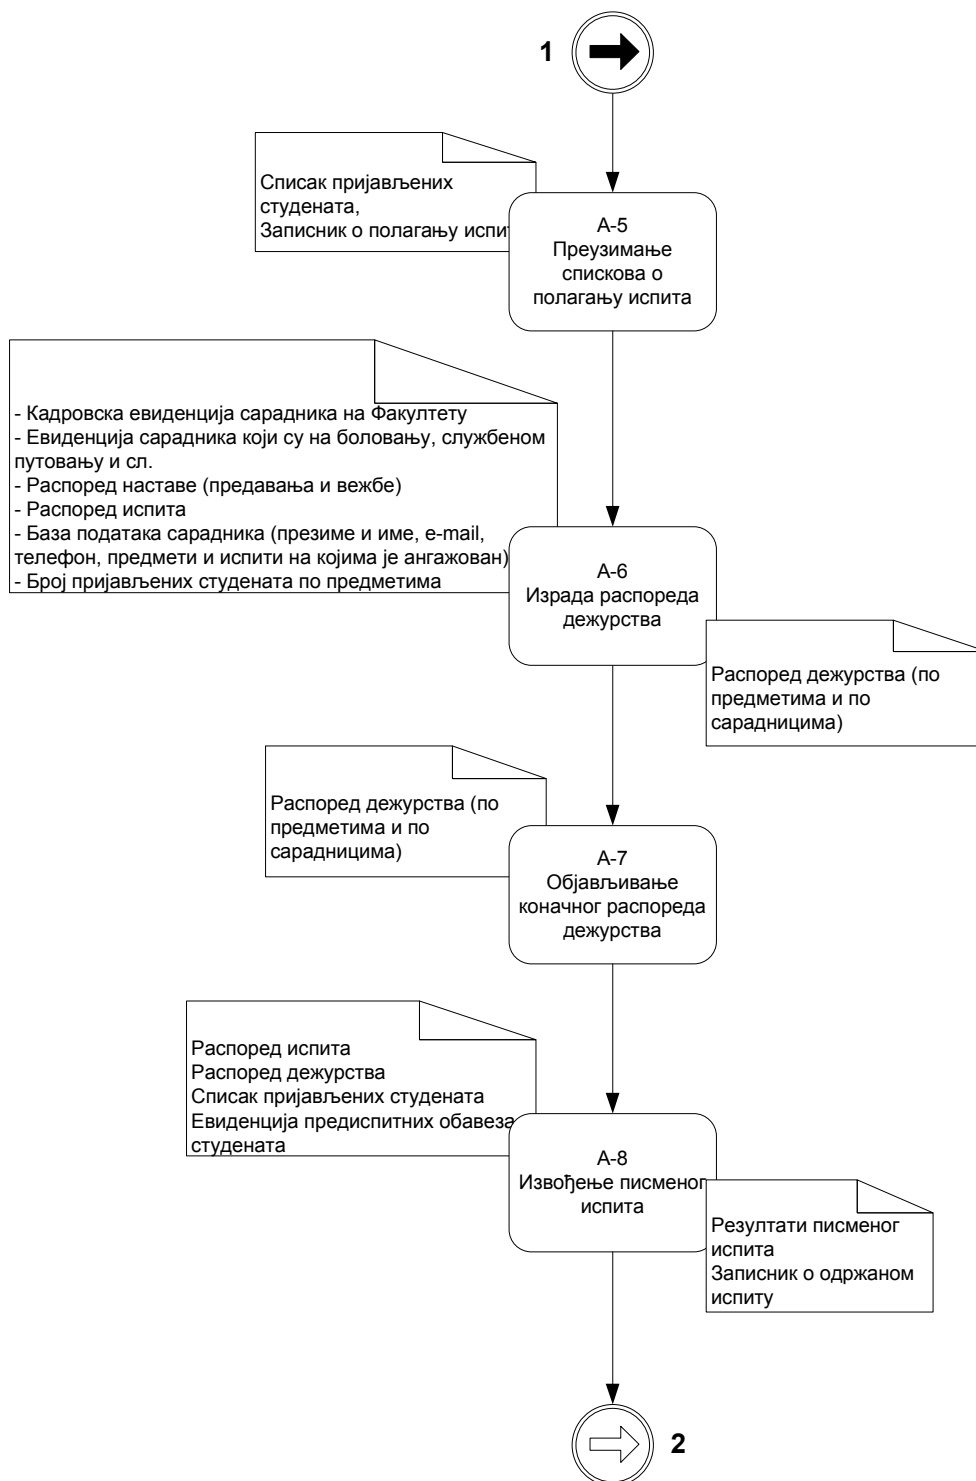 1
Списак пријављених
студената,
Записник о полагању испит
А-5
Преузимање
спискова о
полагању испита
- Кадровска евиденција сарадника на Факултету
- Евиденција сарадника који су на боловању, службеном
путовању и сл.
- Распоред наставе (предавања и вежбе)
- Распоред испита
- База података сарадника (презиме и име, e-mail,
телефон, предмети и испити на којима је ангажован)
- Број пријављених студената по предметима
А-6
Израда распореда
дежурства
Распоред дежурства (по
предметима и по
сарадницима)
Распоред дежурства (по
предметима и по
сарадницима)
А-7
Објављивање
коначног распореда
дежурства
Распоред испита
Распоред дежурства
Списак пријављених студената
Евиденција предиспитних обавеза
студената
А-8
Извођење писменог
испита
Резултати писменог
испита
Записник о одржаном
испиту
2